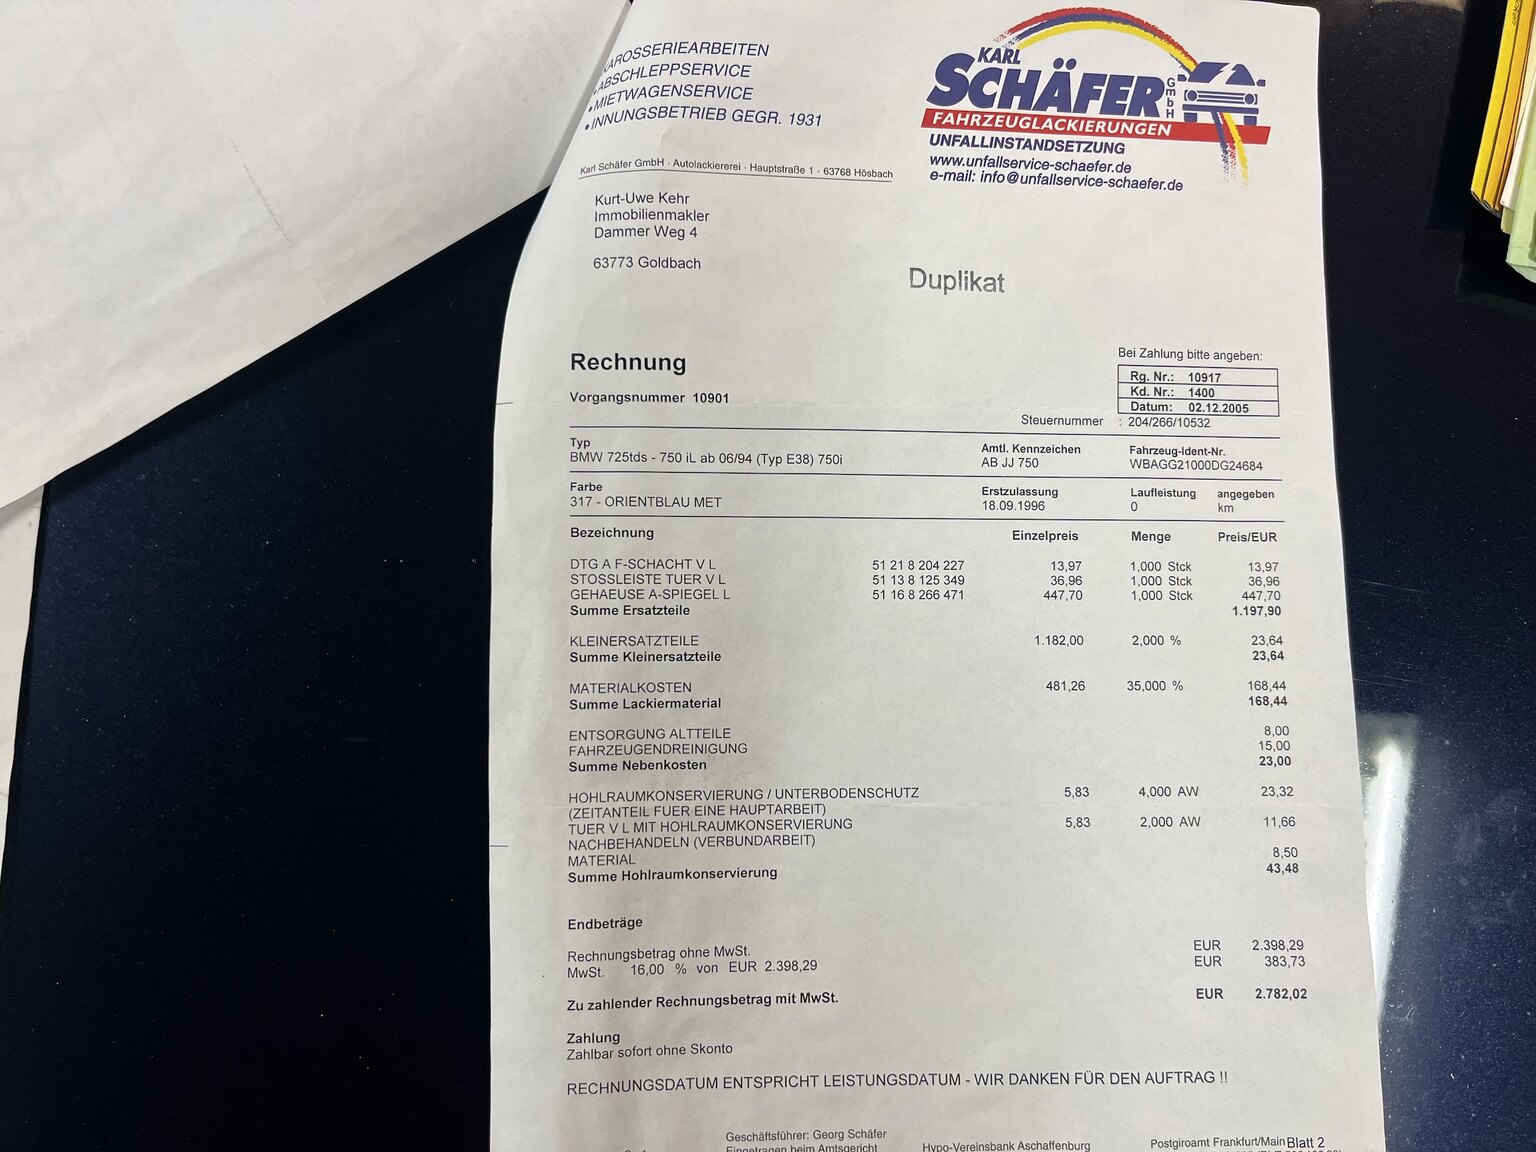 KAROSSERIEARBEITEN
ABSCHLEPPSERVICE
•MIETWAGENSERVICE
•INNUNGSBETRIEB GEGR. 1931
KARL
SCHÄFER GmbH
FAHRZEUGLACKIERUNGEN
UNFALLINSTANDSETZUNG
www.unfallservice-schaefer.de
e-mail: info@unfallservice-schaefer.de
Karl Schäfer GmbH · Autolackiererei · Hauptstraße 1 · 63768 Hösbach
Kurt-Uwe Kehr
Immobilienmakler
Dammer Weg 4
63773 Goldbach
Duplikat
Rechnung
Bei Zahlung bitte angeben:
Rg. Nr.: 10917
Kd. Nr.: 1400
Datum: 02.12.2005
Vorgangsnummer 10901
Steuernummer : 204/266/10532
Typ Amtl. Kennzeichen Fahrzeug-Ident-Nr.
BMW 725tds - 750 iL ab 06/94 (Typ E38) 750i AB JJ 750 WBAGG21000DG24684
Farbe Erstzulassung Laufleistung angegeben
317 - ORIENTBLAU MET 18.09.1996 0 km
Bezeichnung Einzelpreis Menge Preis/EUR
DTG A F-SCHACHT V L 51 21 8 204 227 13,97 1,000 Stck 13,97
STOSSLEISTE TUER V L 51 13 8 125 349 36,96 1,000 Stck 36,96
GEHAEUSE A-SPIEGEL L 51 16 8 266 471 447,70 1,000 Stck 447,70
Summe Ersatzteile 1.197,90
KLEINERSATZTEILE 1.182,00 2,000 % 23,64
Summe Kleinersatzteile 23,64
MATERIALKOSTEN 481,26 35,000 % 168,44
Summe Lackiermaterial 168,44
ENTSORGUNG ALTTEILE 8,00
FAHRZEUGENDREINIGUNG 15,00
Summe Nebenkosten 23,00
HOHLRAUMKONSERVIERUNG / UNTERBODENSCHUTZ 5,83 4,000 AW 23,32
(ZEITANTEIL FUER EINE HAUPTARBEIT)
TUER V L MIT HOHLRAUMKONSERVIERUNG 5,83 2,000 AW 11,66
NACHBEHANDELN (VERBUNDARBEIT)
MATERIAL 8,50
Summe Hohlraumkonservierung 43,48
Endbeträge
Rechnungsbetrag ohne MwSt. EUR 2.398,29
MwSt. 16,00 % von EUR 2.398,29 EUR 383,73
Zu zahlender Rechnungsbetrag mit MwSt. EUR 2.782,02
Zahlung
Zahlbar sofort ohne Skonto
RECHNUNGSDATUM ENTSPRICHT LEISTUNGSDATUM - WIR DANKEN FÜR DEN AUFTRAG !!
Geschäftsführer: Georg Schäfer
Eingetragen beim Amtsgericht
Hypo-Vereinsbank Aschaffenburg
Postgiroamt Frankfurt/Main Blatt 2